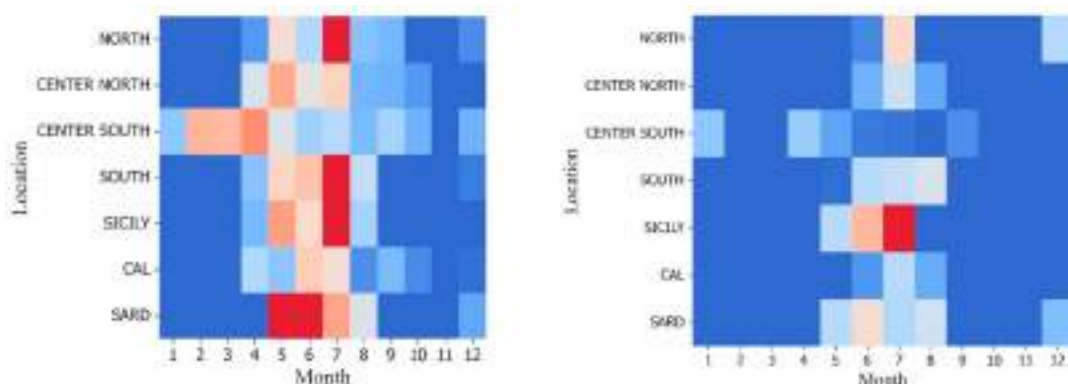 NORTH
CENTER NORTH
CENTER SOUTH
SOUTH
SICILY
CAL
SARD
Location
1 2 3 4 5 6 7 8 9 10 11 12
Month
NORTH
CENTER NORTH
CENTER SOUTH
SOUTH
SICILY
CAL
SARD
Location
1 2 3 4 5 6 7 8 9 10 11 12
Month